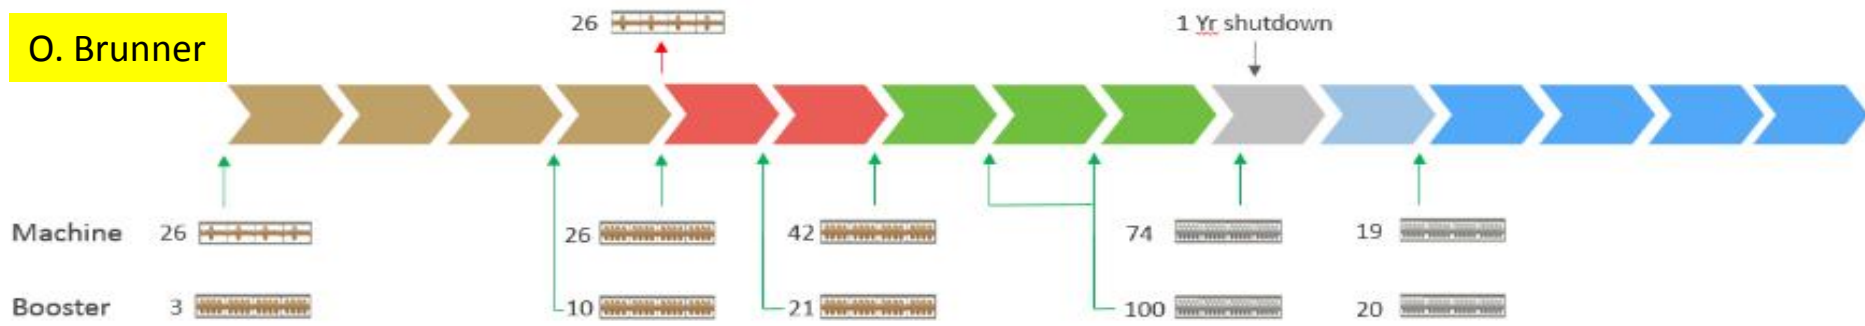 26
1 Yr shutdown
O. Brunner
Machine 26 26 42 74 19
Booster 3 10 21 100 20